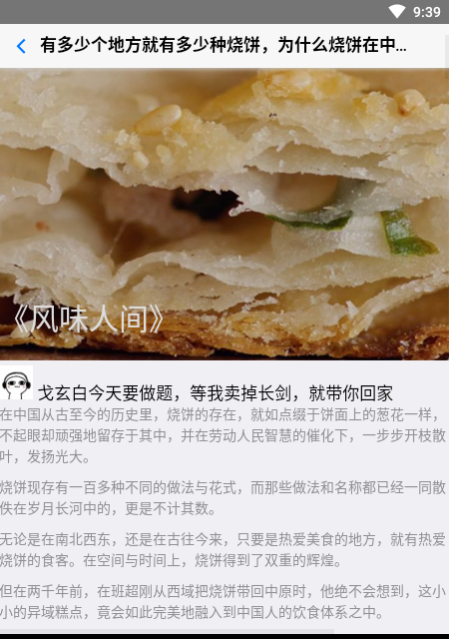 9:39
有多少个地方就有多少种烧饼，为什么烧饼在中...
《风味人间》
戈玄白今天要做题，等我卖掉长剑，就带你回家
在中国从古至今的历史里，烧饼的存在，就如点缀于饼面上的葱花一样，
不起眼却顽强地留存于其中，并在劳动人民智慧的催化下，一步步开枝散
叶，发扬光大。
烧饼现存有一百多种不同的做法与花式，而那些做法和名称都已经一同散
佚在岁月长河中的，更是不计其数。
无论是在南北西东，还是在古往今来，只要是热爱美食的地方，就有热爱
烧饼的食客。在空间与时间上，烧饼得到了双重的辉煌。
但在两千年前，在班超刚从西域把烧饼带回中原时，他绝不会想到，这小
小的异域糕点，竟会如此完美地融入到中国人的饮食体系之中。